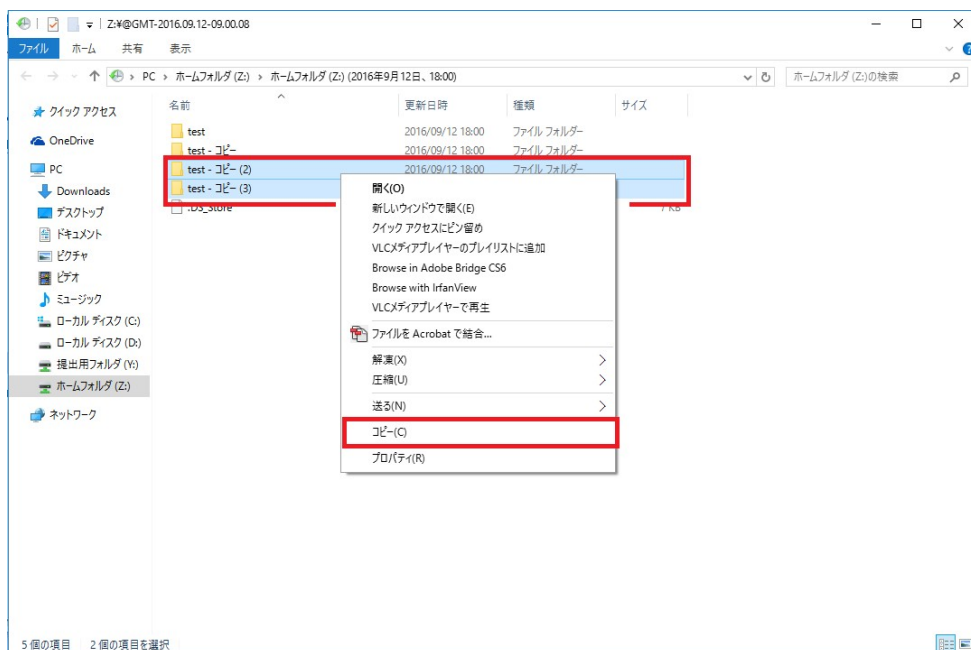 Z:¥@GMT-2016.09.12-09.00.08
ファイル ホーム 共有 表示
PC › ホームフォルダ (Z:) › ホームフォルダ (Z:) (2016年9月12日、18:00)
ホームフォルダ (Z:)の検索
クイック アクセス
OneDrive
PC
Downloads
デスクトップ
ドキュメント
ピクチャ
ビデオ
ミュージック
ローカル ディスク (C:)
ローカル ディスク (D:)
提出用フォルダ (Y:)
ホームフォルダ (Z:)
ネットワーク
名前 更新日時 種類 サイズ
test 2016/09/12 18:00 ファイル フォルダー
test - コピー 2016/09/12 18:00 ファイル フォルダー
test - コピー (2) 2016/09/12 18:00 ファイル フォルダー
test - コピー (3)
.DS_Store 7 KB
開く(O)
新しいウィンドウで開く(E)
クイック アクセスにピン留め
VLCメディアプレイヤーのプレイリストに追加
Browse in Adobe Bridge CS6
Browse with IrfanView
VLCメディアプレイヤーで再生
ファイルを Acrobat で結合...
解凍(X)
圧縮(U)
送る(N)
コピー(C)
プロパティ(R)
5 個の項目 2 個の項目を選択